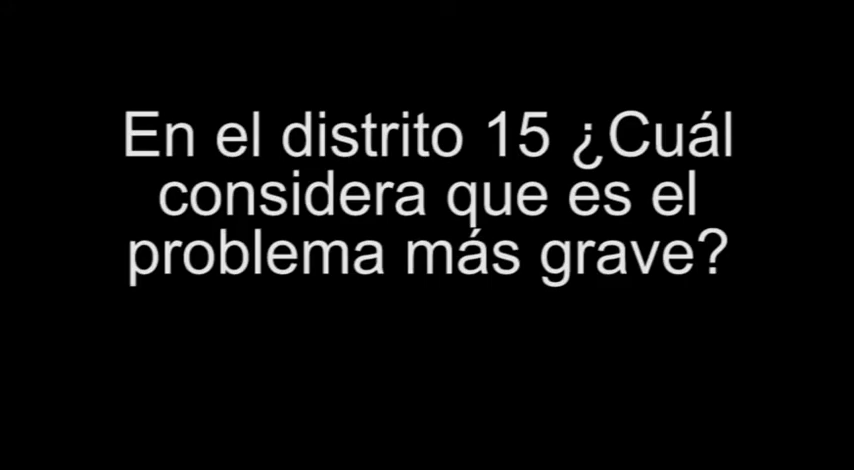 En el distrito 15 ¿Cuál
considera que es el
problema más grave?